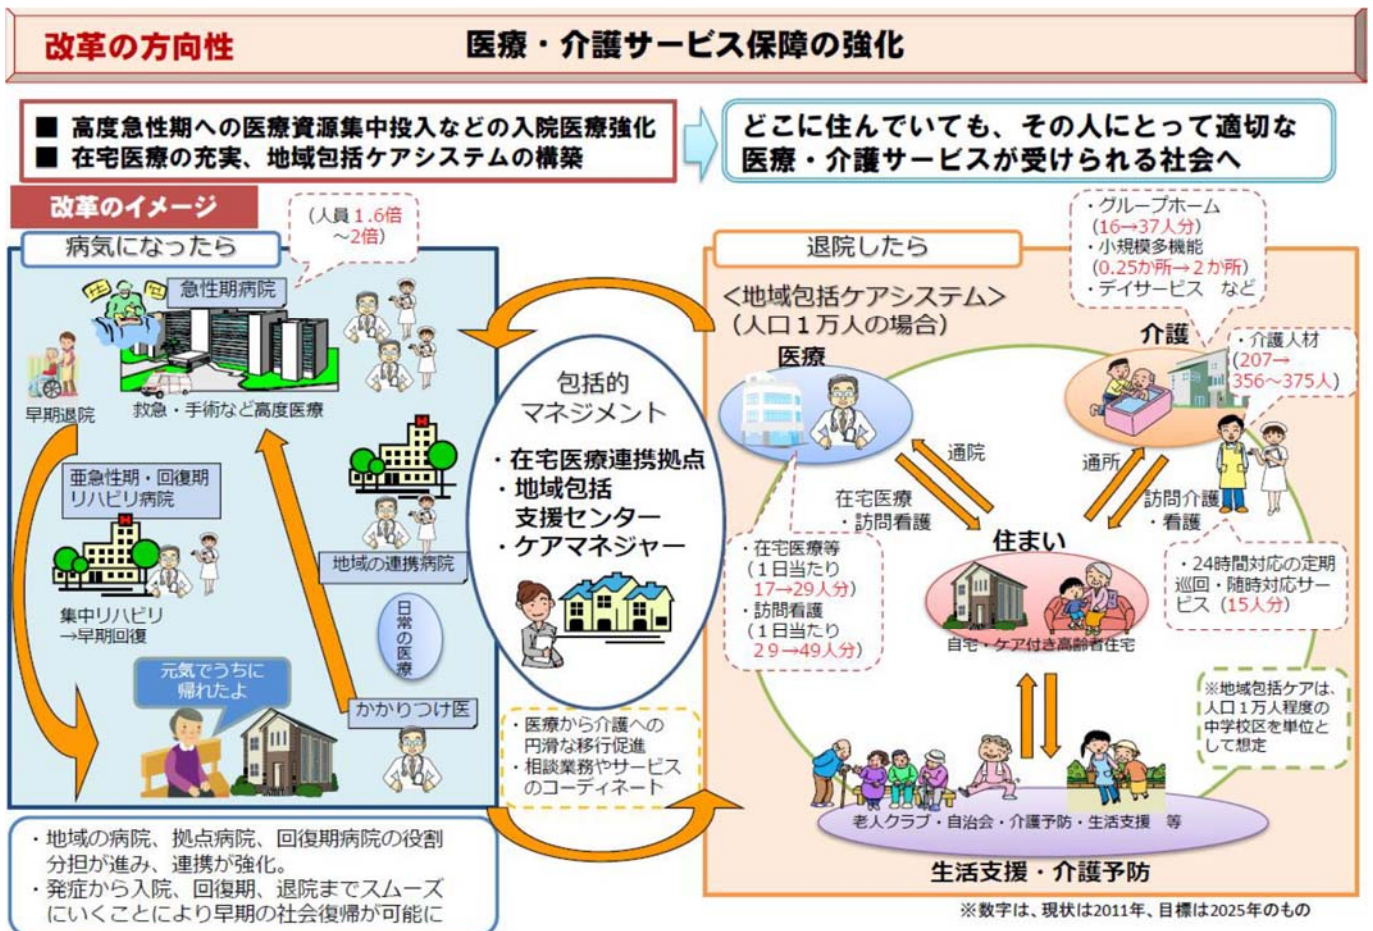 改革の方向性
医療・介護サービス保障の強化
■ 高度急性期への医療資源集中投入などの入院医療強化
■ 在宅医療の充実、地域包括ケアシステムの構築
どこに住んでいても、その人にとって適切な
医療・介護サービスが受けられる社会へ
改革のイメージ
病気になったら
(人員1.6倍
～2倍)
急性期病院
早期退院
救急・手術など高度医療
亜急性期・回復期
リハビリ病院
集中リハビリ
→早期回復
地域の連携病院
日常の医療
元気でうちに
帰れたよ
かかりつけ医
・地域の病院、拠点病院、回復期病院の役割
分担が進み、連携が強化。
・発症から入院、回復期、退院までスムーズ
にいくことにより早期の社会復帰が可能に
包括的
マネジメント
・在宅医療連携拠点
・地域包括
支援センター
・ケアマネジャー
・医療から介護への
円滑な移行促進
・相談業務やサービス
のコーディネート
退院したら
＜地域包括ケアシステム＞
(人口１万人の場合)
・グループホーム
(16→37人分)
・小規模多機能
(0.25か所→２か所)
・デイサービス など
医療
介護
・介護人材
(207→
356～375人)
通院
在宅医療
・訪問看護
通所
訪問介護
・看護
・在宅医療等
(１日当たり
17→29人分)
・訪問看護
(１日当たり
29→49人分)
住まい
自宅・ケア付き高齢者住宅
・24時間対応の定期
巡回・随時対応サー
ビス (15人分)
※地域包括ケアは、
人口１万人程度の
中学校区を単位と
して想定
老人クラブ・自治会・介護予防・生活支援 等
生活支援・介護予防
※数字は、現状は2011年、目標は2025年のもの